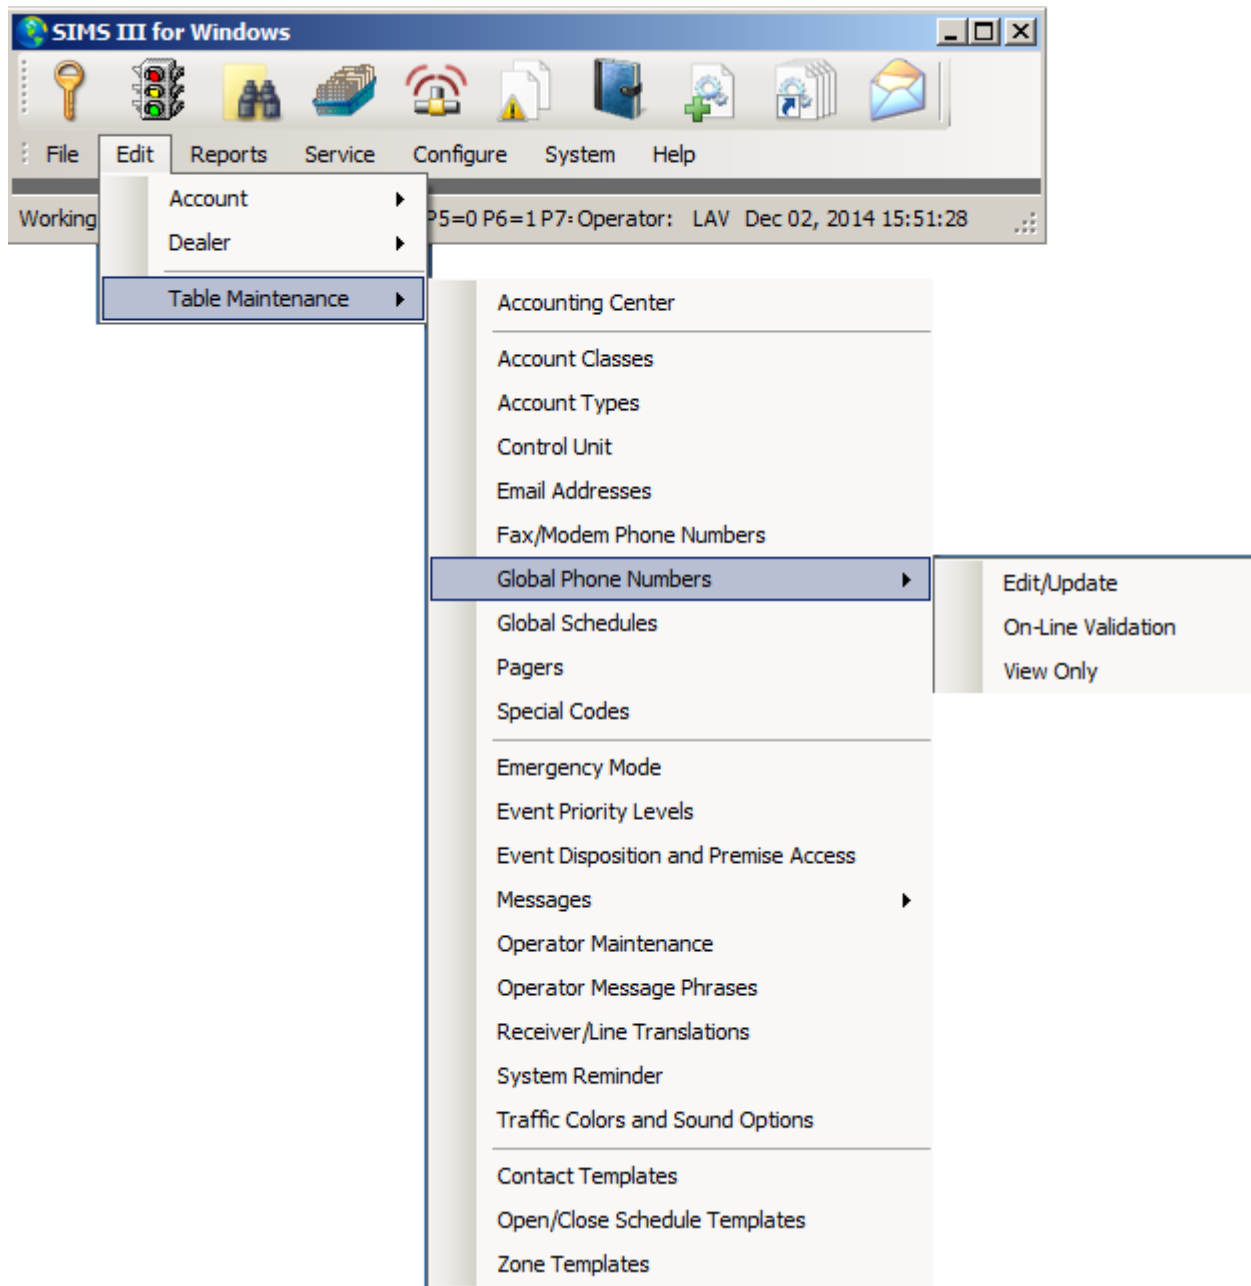 SIMS III for Windows
File Edit Reports Service Configure System Help
Account
Working P5=0 P6=1 P7= Operator: LAV Dec 02, 2014 15:51:28
Dealer
Table Maintenance
Accounting Center
Account Classes
Account Types
Control Unit
Email Addresses
Fax/Modem Phone Numbers
Global Phone Numbers
Edit/Update
Global Schedules
On-Line Validation
Pagers
View Only
Special Codes
Emergency Mode
Event Priority Levels
Event Disposition and Premise Access
Messages
Operator Maintenance
Operator Message Phrases
Receiver/Line Translations
System Reminder
Traffic Colors and Sound Options
Contact Templates
Open/Close Schedule Templates
Zone Templates